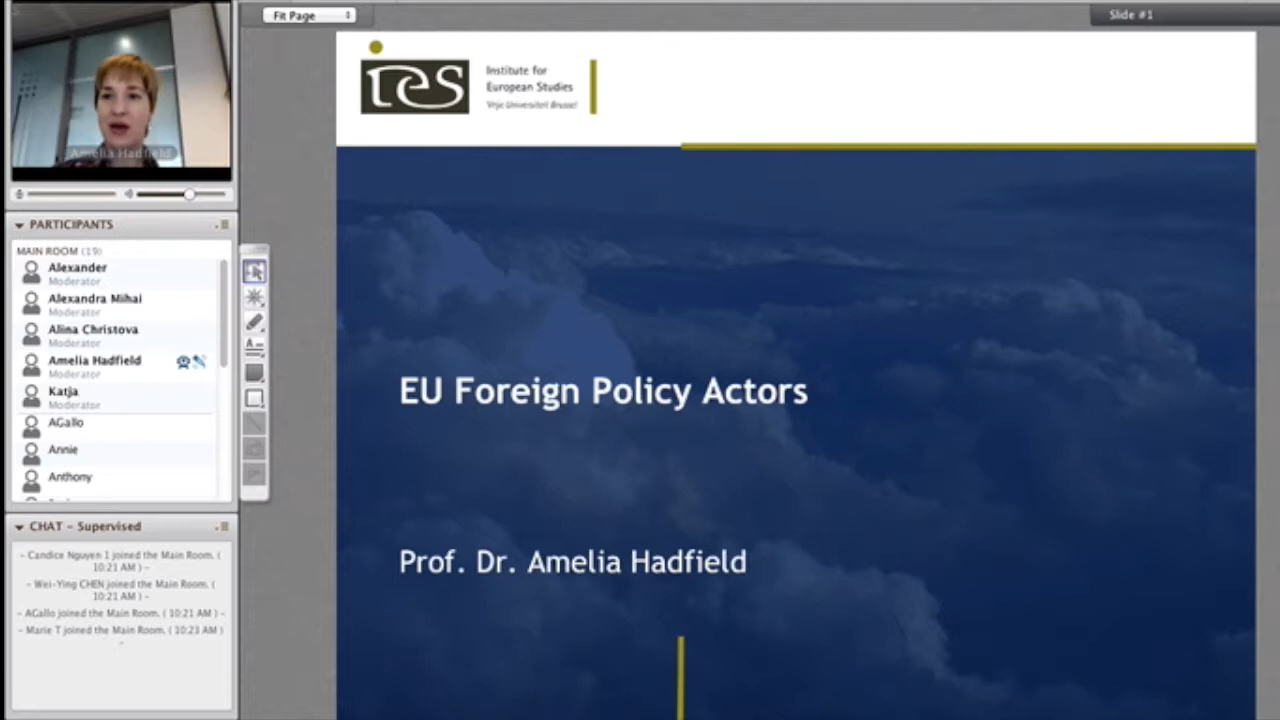 Fit Page
Slide #1
Amelia Hadfield
ies
Institute for
European Studies
Vrije Universiteit Brussel
PARTICIPANTS
MAIN ROOM (19)
Alexander
Moderator
Alexandra Mihai
Moderator
Alina Christova
Moderator
Amelia Hadfield
Moderator
Katja
Moderator
AGallo
Annie
Anthony
CHAT - Supervised
- Candice Nguyen 1 joined the Main Room. (
10:21 AM ) -
- Wei-Ying CHEN joined the Main Room. (
10:21 AM ) -
- AGallo joined the Main Room. ( 10:21 AM ) -
- Marie T joined the Main Room. ( 10:23 AM )
-
EU Foreign Policy Actors
Prof. Dr. Amelia Hadfield